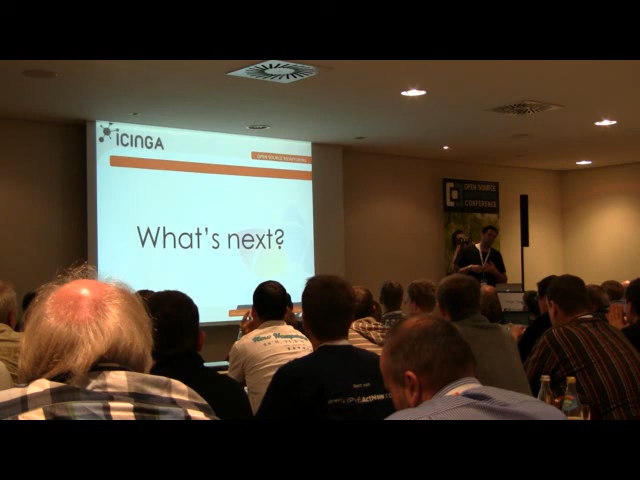 ICINGA
OPEN SOURCE MONITORING
What's next?
OPEN SOURCE
CONFERENCE